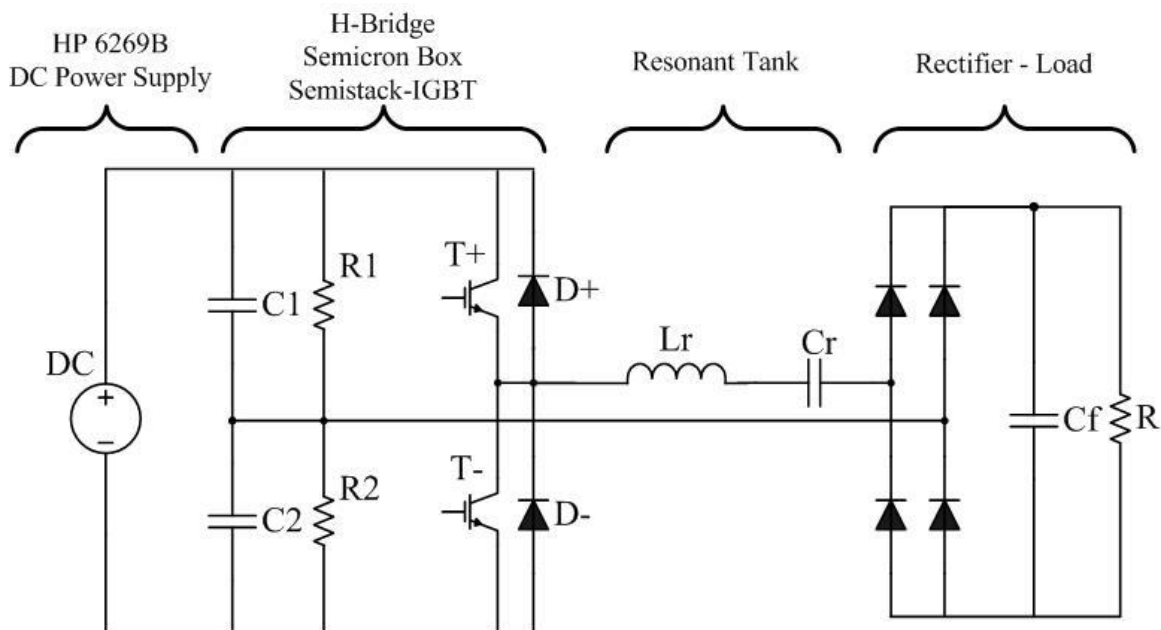 HP 6269B
DC Power Supply
H-Bridge
Semicron Box
Semistack-IGBT
Resonant Tank
Rectifier - Load
T+
R1
D+
C1
Lr
Cr
DC
+
−
Cf
R
T-
R2
C2
D-